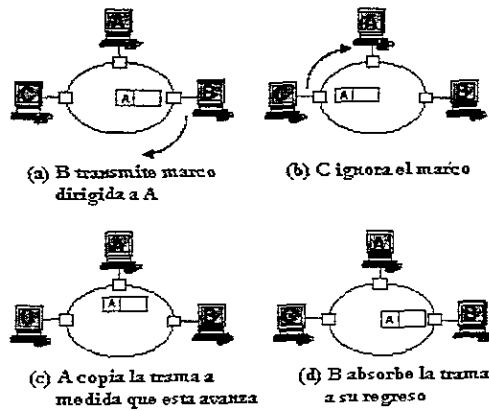 A
C
A
B
(a) B transmite marco
dirigida a A
A
C
A
B
(b) C ignora el marco
A
C
A
B
(c) A copia la trama a
medida que esta avanza
A
C
A
B
(d) B absorbe la trama
a su regreso